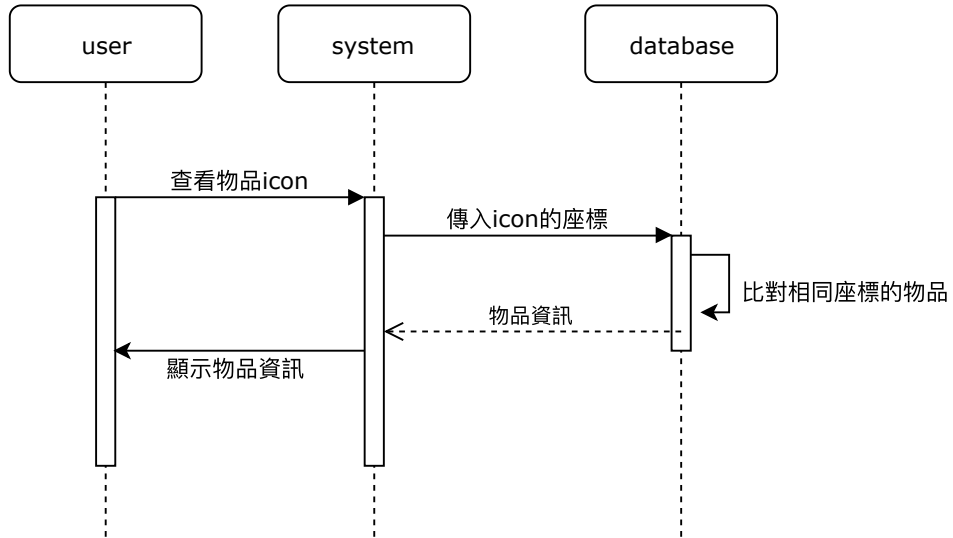 user
system
database
查看物品icon
傳入icon的座標
比對相同座標的物品
物品資訊
顯示物品資訊